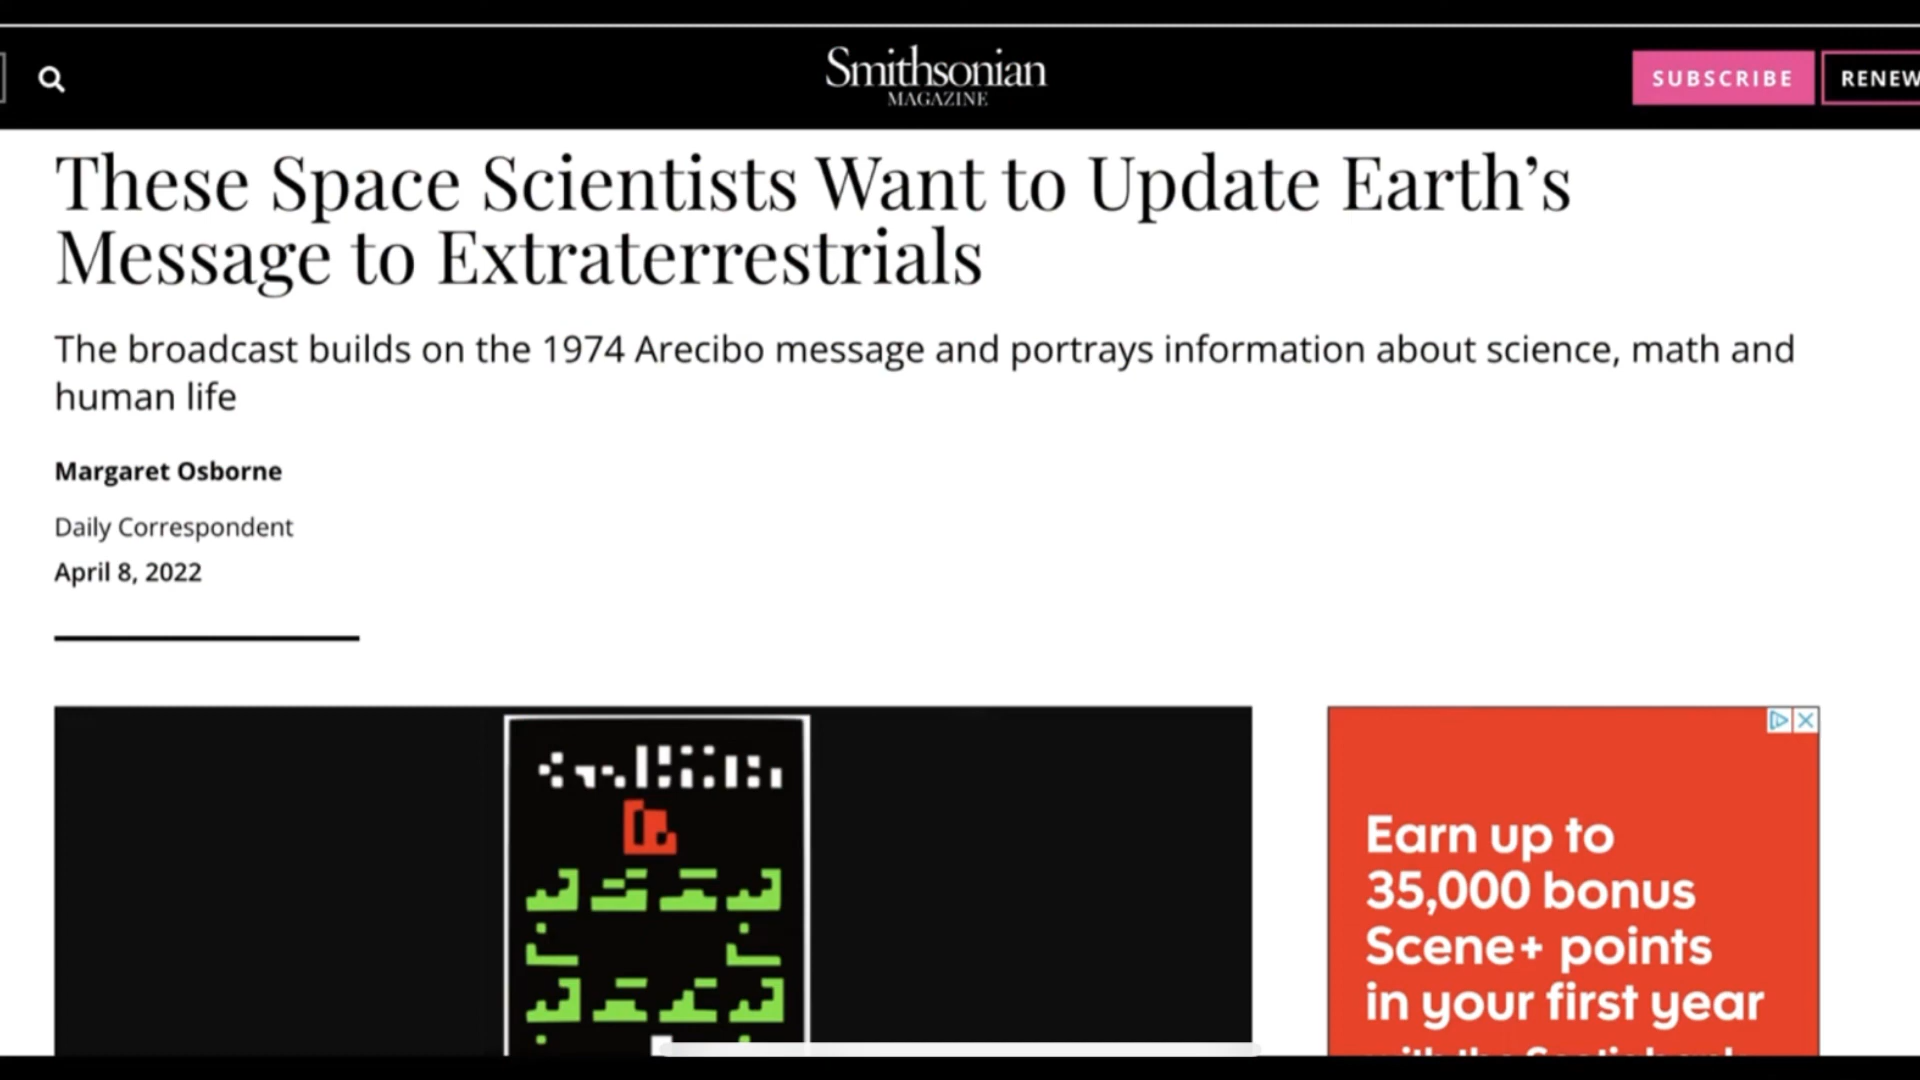 Smithsonian
MAGAZINE
SUBSCRIBE
RENEW
These Space Scientists Want to Update Earth’s
Message to Extraterrestrials
The broadcast builds on the 1974 Arecibo message and portrays information about science, math and
human life
Margaret Osborne
Daily Correspondent
April 8, 2022
Earn up to
35,000 bonus
Scene+ points
in your first year